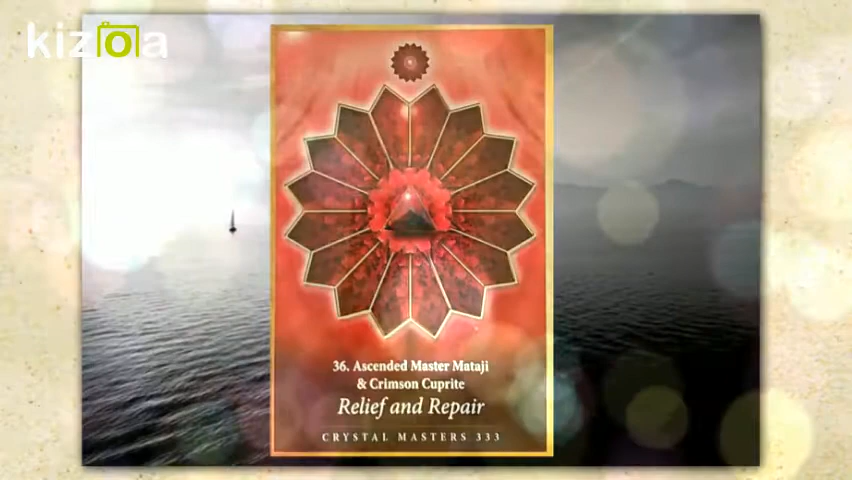 kizoa
36. Ascended Master Mataji
& Crimson Cuprite
Relief and Repair
CRYSTAL MASTERS 333